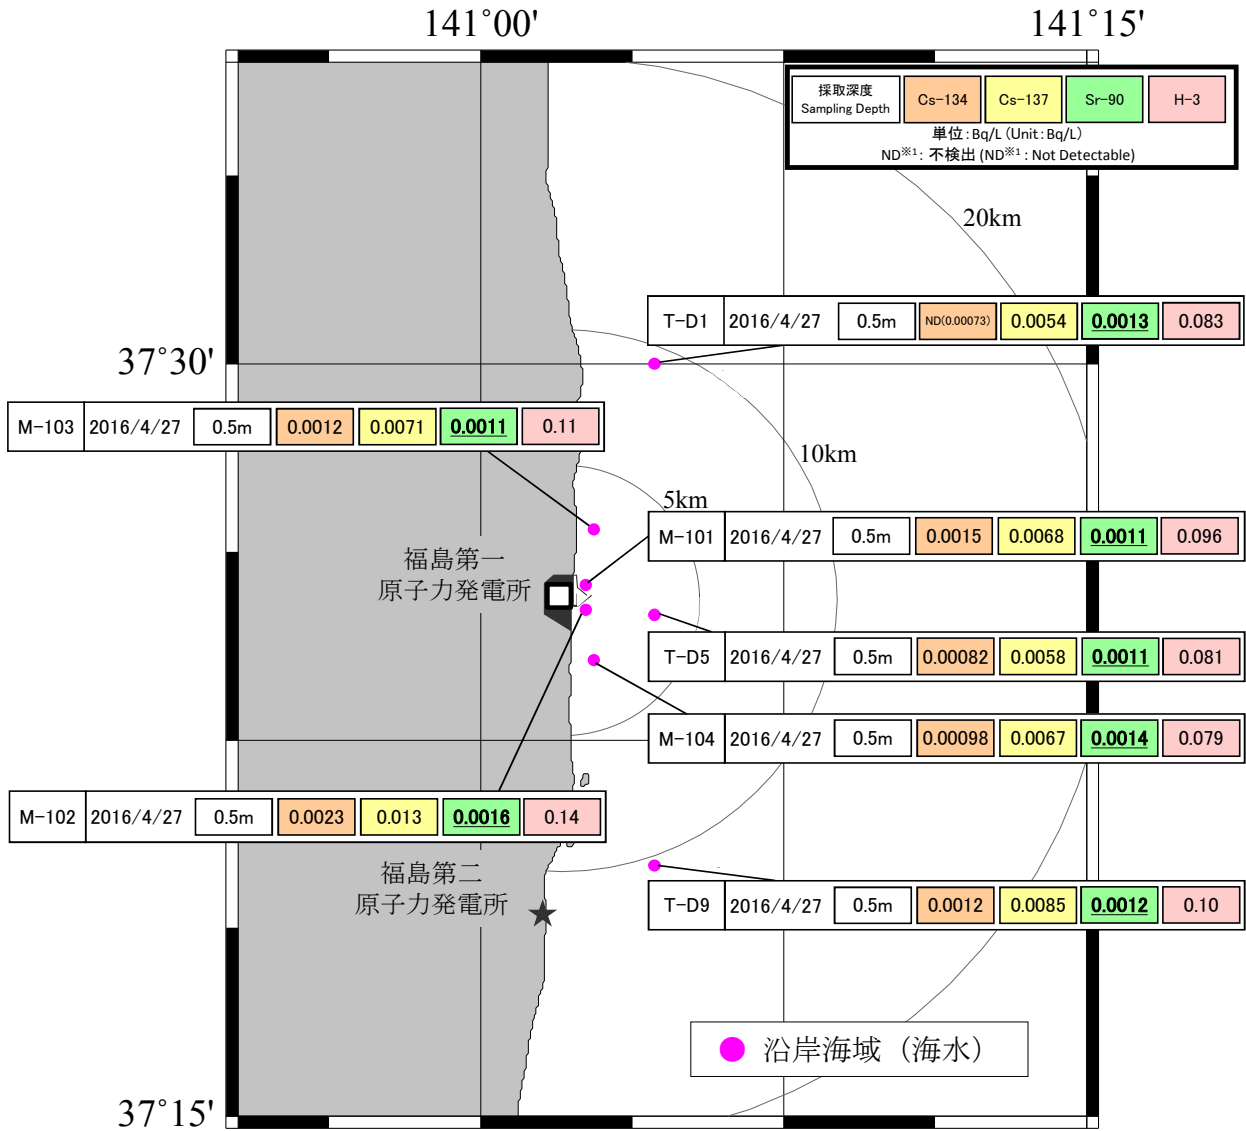 141°00'
141°15'
採取深度
Sampling Depth
Cs-134
Cs-137
Sr-90
H-3
単位:Bq/L (Unit:Bq/L)
ND※1: 不検出 (ND※1: Not Detectable)
20km
T-D1 2016/4/27 0.5m ND(0.00073) 0.0054 0.0013 0.083
37°30'
M-103 2016/4/27 0.5m 0.0012 0.0071 0.0011 0.11
10km
5km
M-101 2016/4/27 0.5m 0.0015 0.0068 0.0011 0.096
福島第一
原子力発電所
T-D5 2016/4/27 0.5m 0.00082 0.0058 0.0011 0.081
M-104 2016/4/27 0.5m 0.00098 0.0067 0.0014 0.079
M-102 2016/4/27 0.5m 0.0023 0.013 0.0016 0.14
福島第二
原子力発電所
T-D9 2016/4/27 0.5m 0.0012 0.0085 0.0012 0.10
沿岸海域(海水)
37°15'